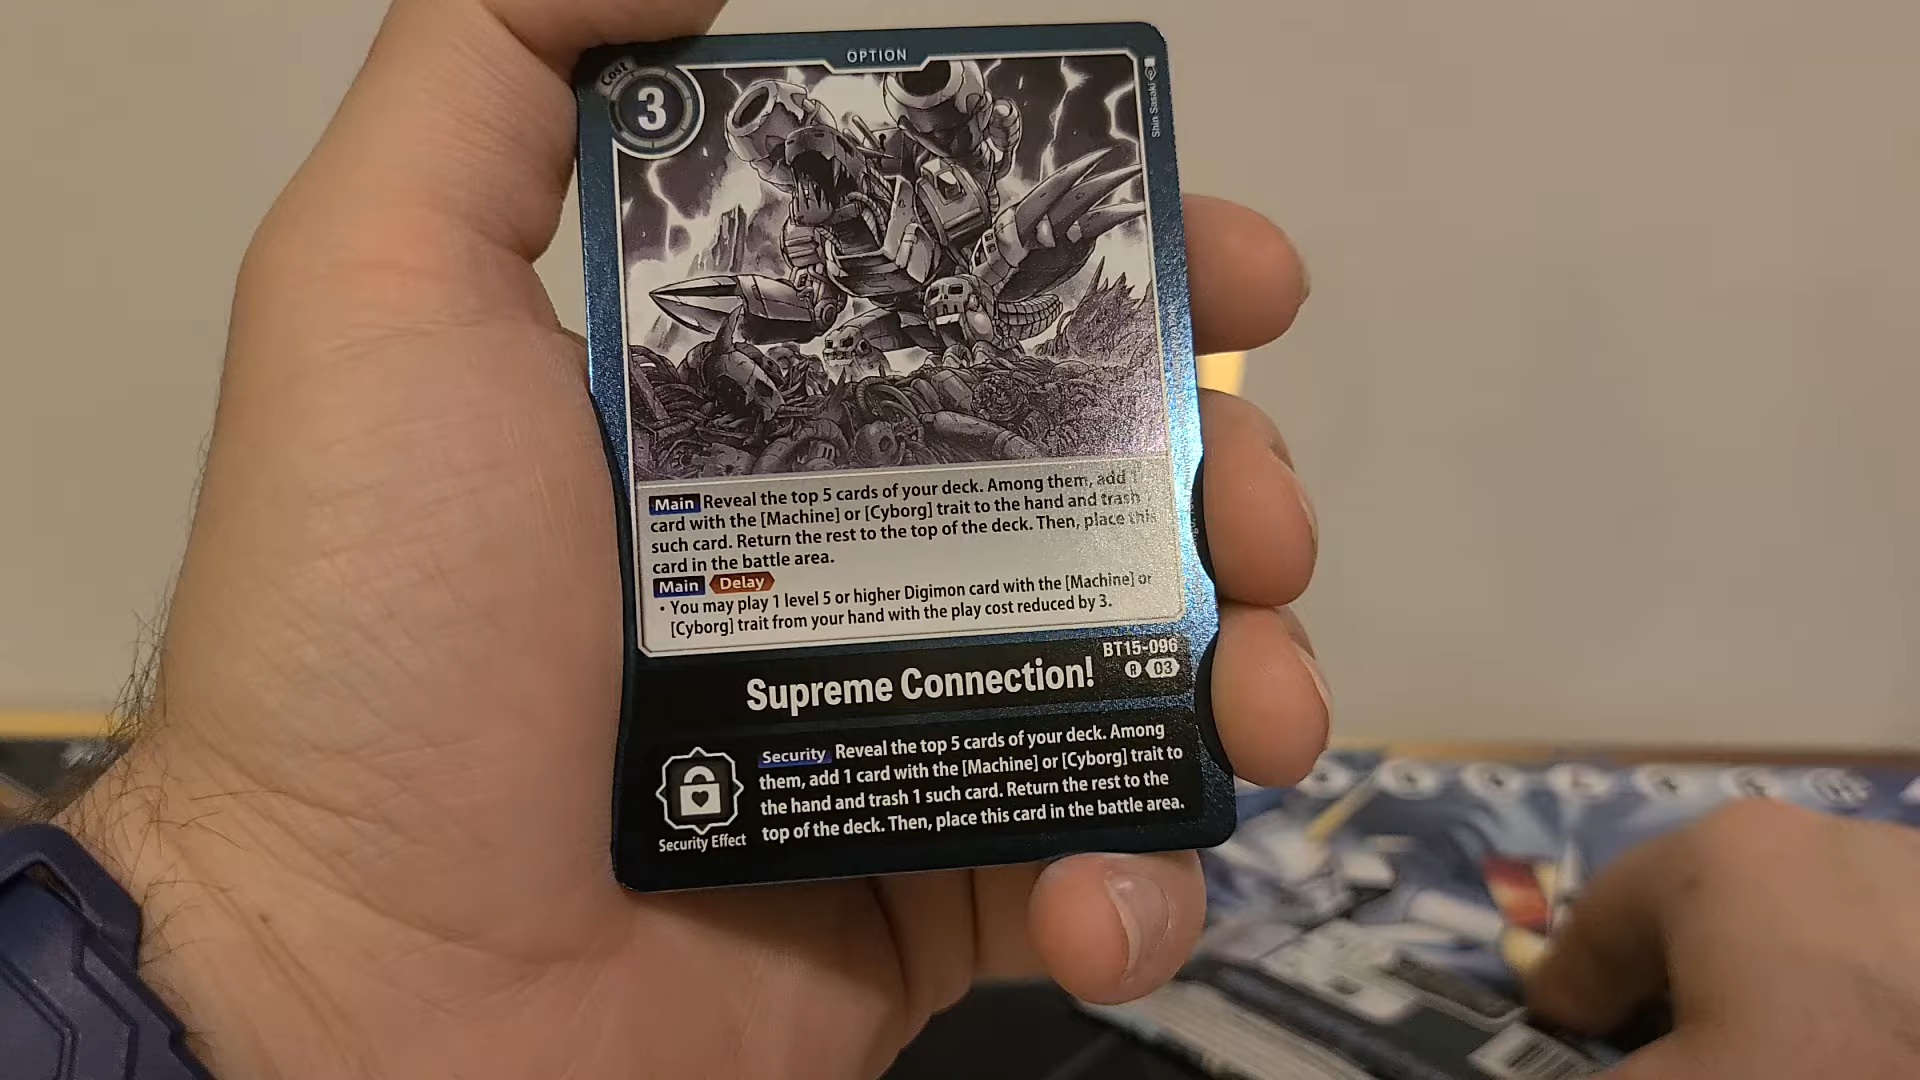 OPTION
Cost
3
Shin Sasaki
Main Reveal the top 5 cards of your deck. Among them, add 1
card with the [Machine] or [Cyborg] trait to the hand and trash
such card. Return the rest to the top of the deck. Then, place this
card in the battle area.
Main Delay
• You may play 1 level 5 or higher Digimon card with the [Machine] or
[Cyborg] trait from your hand with the play cost reduced by 3.
BT15-096
R 03
Supreme Connection!
Security Reveal the top 5 cards of your deck. Among
them, add 1 card with the [Machine] or [Cyborg] trait to
the hand and trash 1 such card. Return the rest to the
top of the deck. Then, place this card in the battle area.
Security Effect